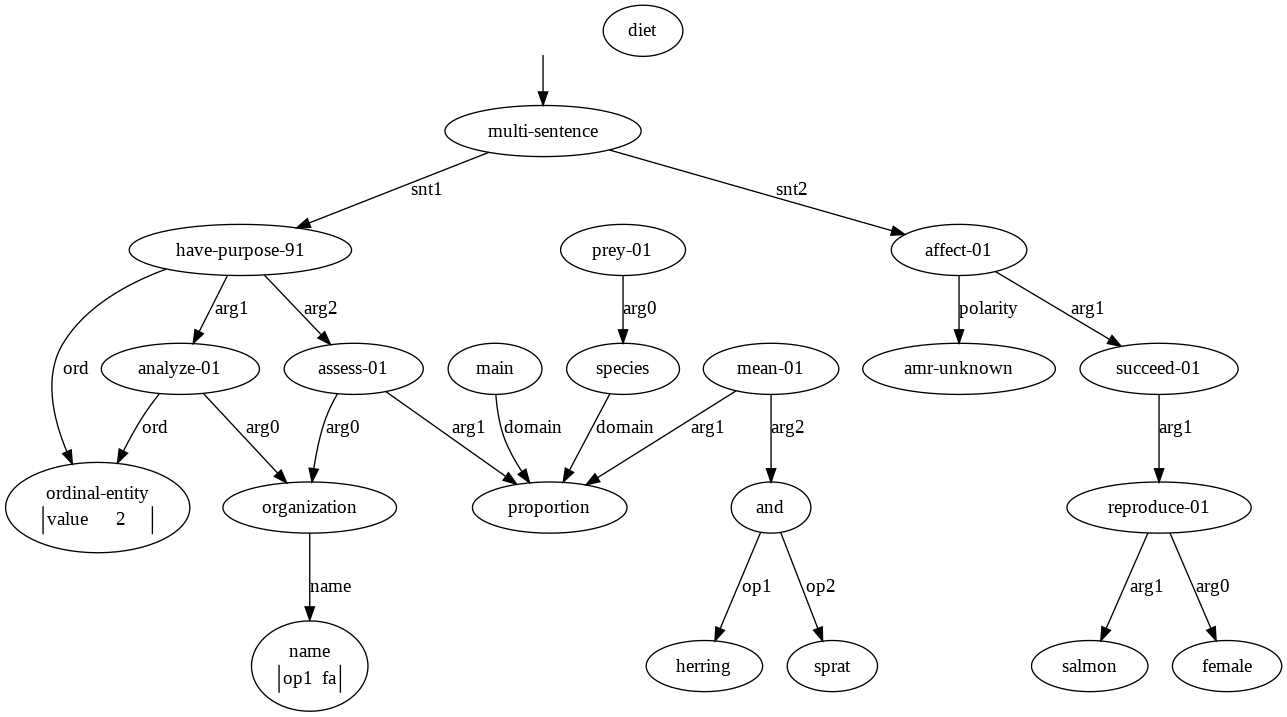 diet
multi-sentence
snt1
snt2
have-purpose-91
prey-01
affect-01
arg1
arg2
arg0
polarity
arg1
ord
analyze-01
assess-01
main
species
mean-01
amr-unknown
succeed-01
ord
arg0
arg0
arg1
domain
domain
arg1
arg2
arg1
ordinal-entity
value 2
organization
proportion
and
reproduce-01
name
op1
op2
arg1
arg0
name
op1 fa
herring
sprat
salmon
female